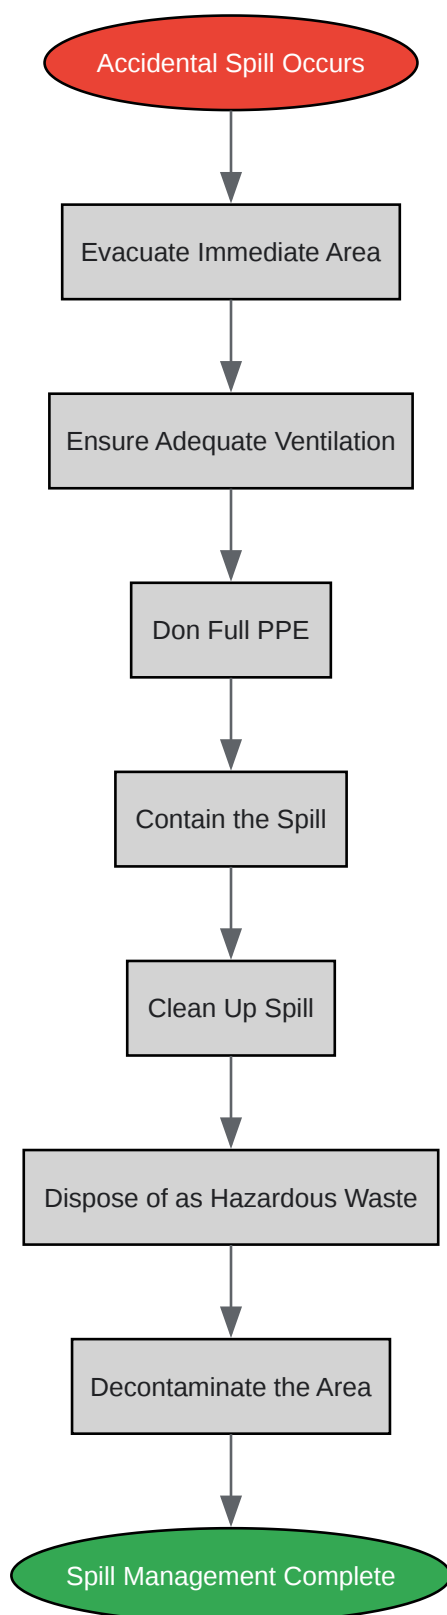 Accidental Spill Occurs
Evacuate Immediate Area
Ensure Adequate Ventilation
Don Full PPE
Contain the Spill
Clean Up Spill
Dispose of as Hazardous Waste
Decontaminate the Area
Spill Management Complete